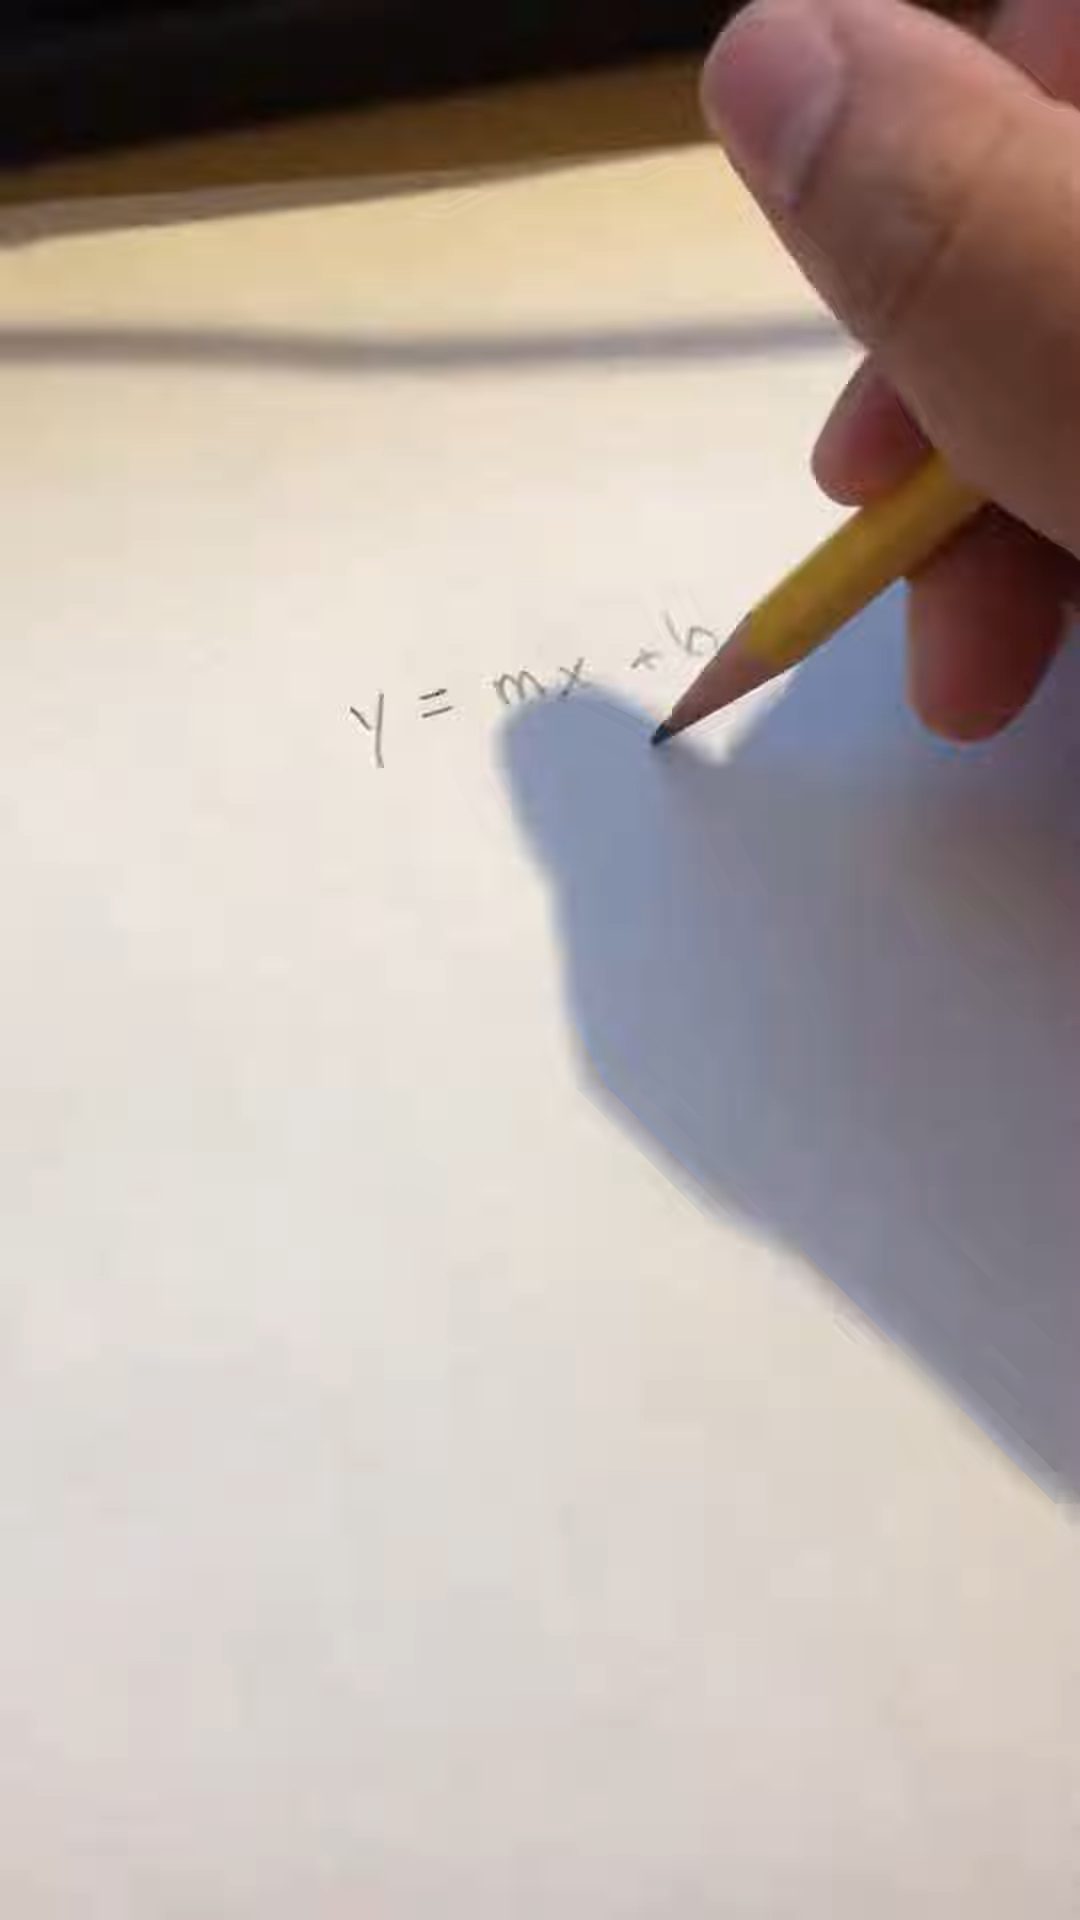 y = mx + b